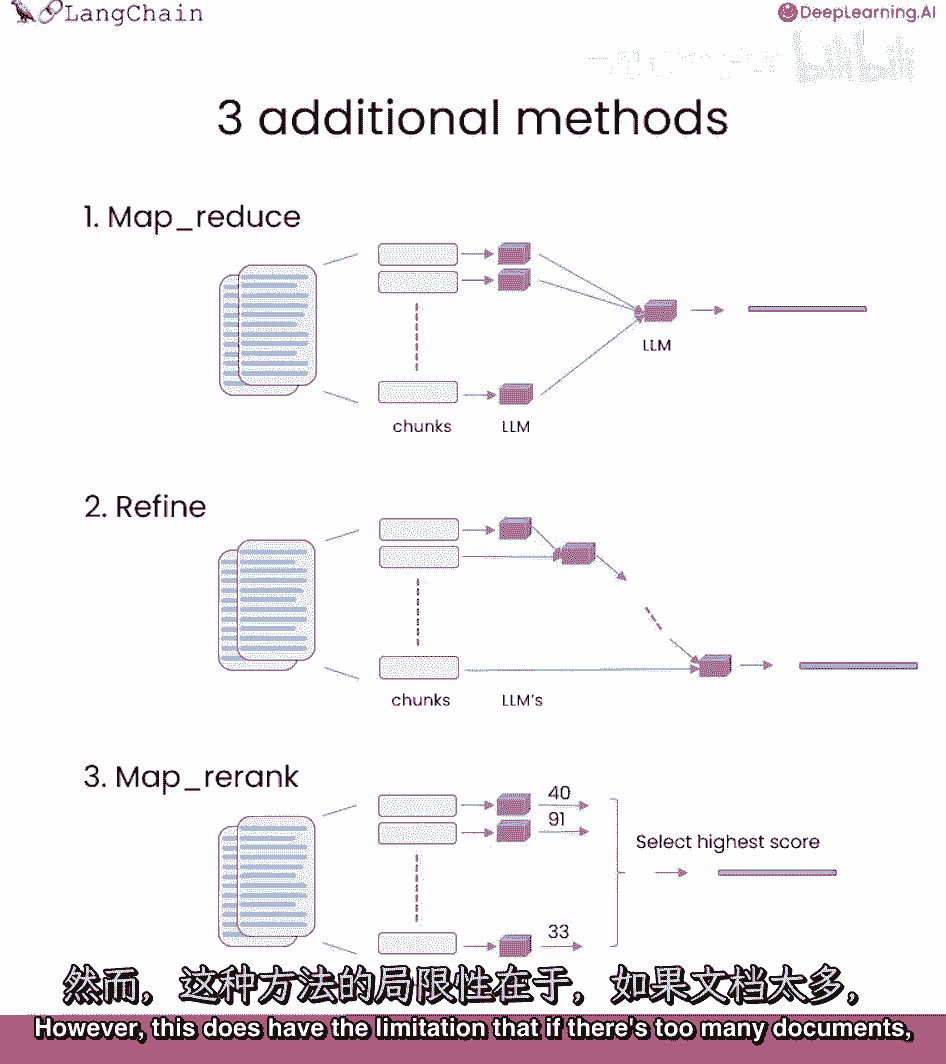 LangChain
DeepLearning.AI
bilibili
3 additional methods
1. Map_reduce
LLM
chunks
LLM
2. Refine
chunks
LLM's
3. Map_rerank
40
91
Select highest score
33
然而，这种方法的局限性在于，如果文档太多，
However, this does have the limitation that if there's too many documents,